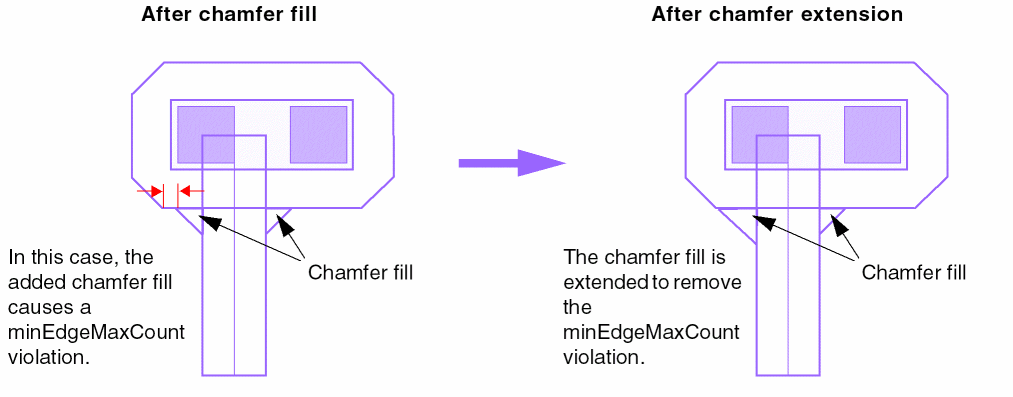 After chamfer fill
After chamfer extension
In this case, the
added chamfer fill
causes a
minEdgeMaxCount
violation.
Chamfer fill
The chamfer fill is
extended to remove
the
minEdgeMaxCount
violation.
Chamfer fill